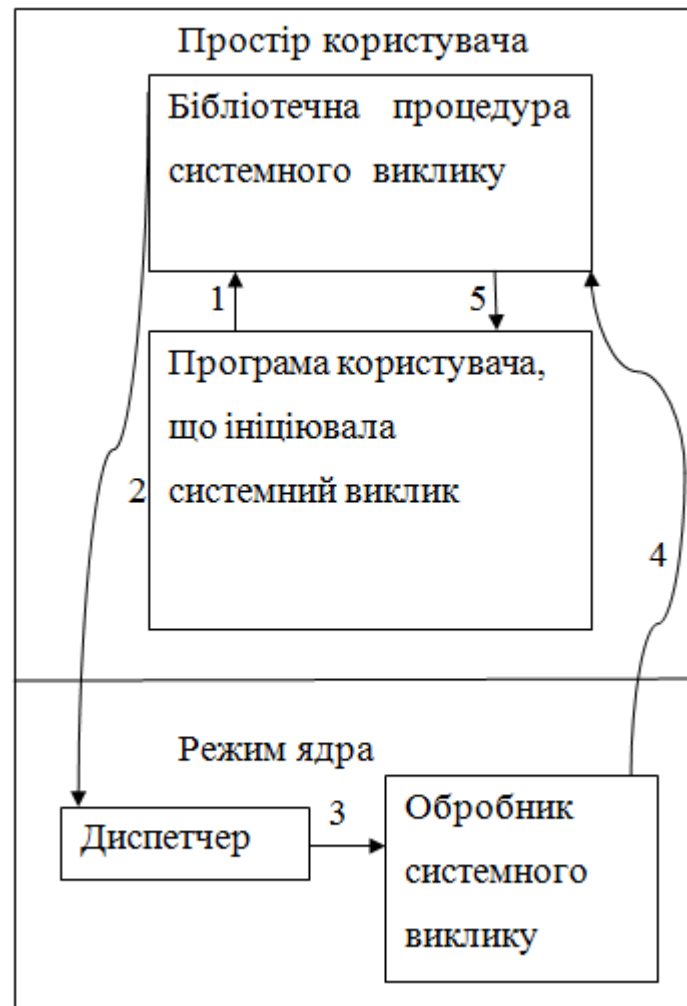 Простір користувача
Бібліотечна процедура
системного виклику
1
5
Програма користувача,
що ініціювала
системний виклик
2
4
Режим ядра
Диспетчер
3
Обробник
системного
виклику